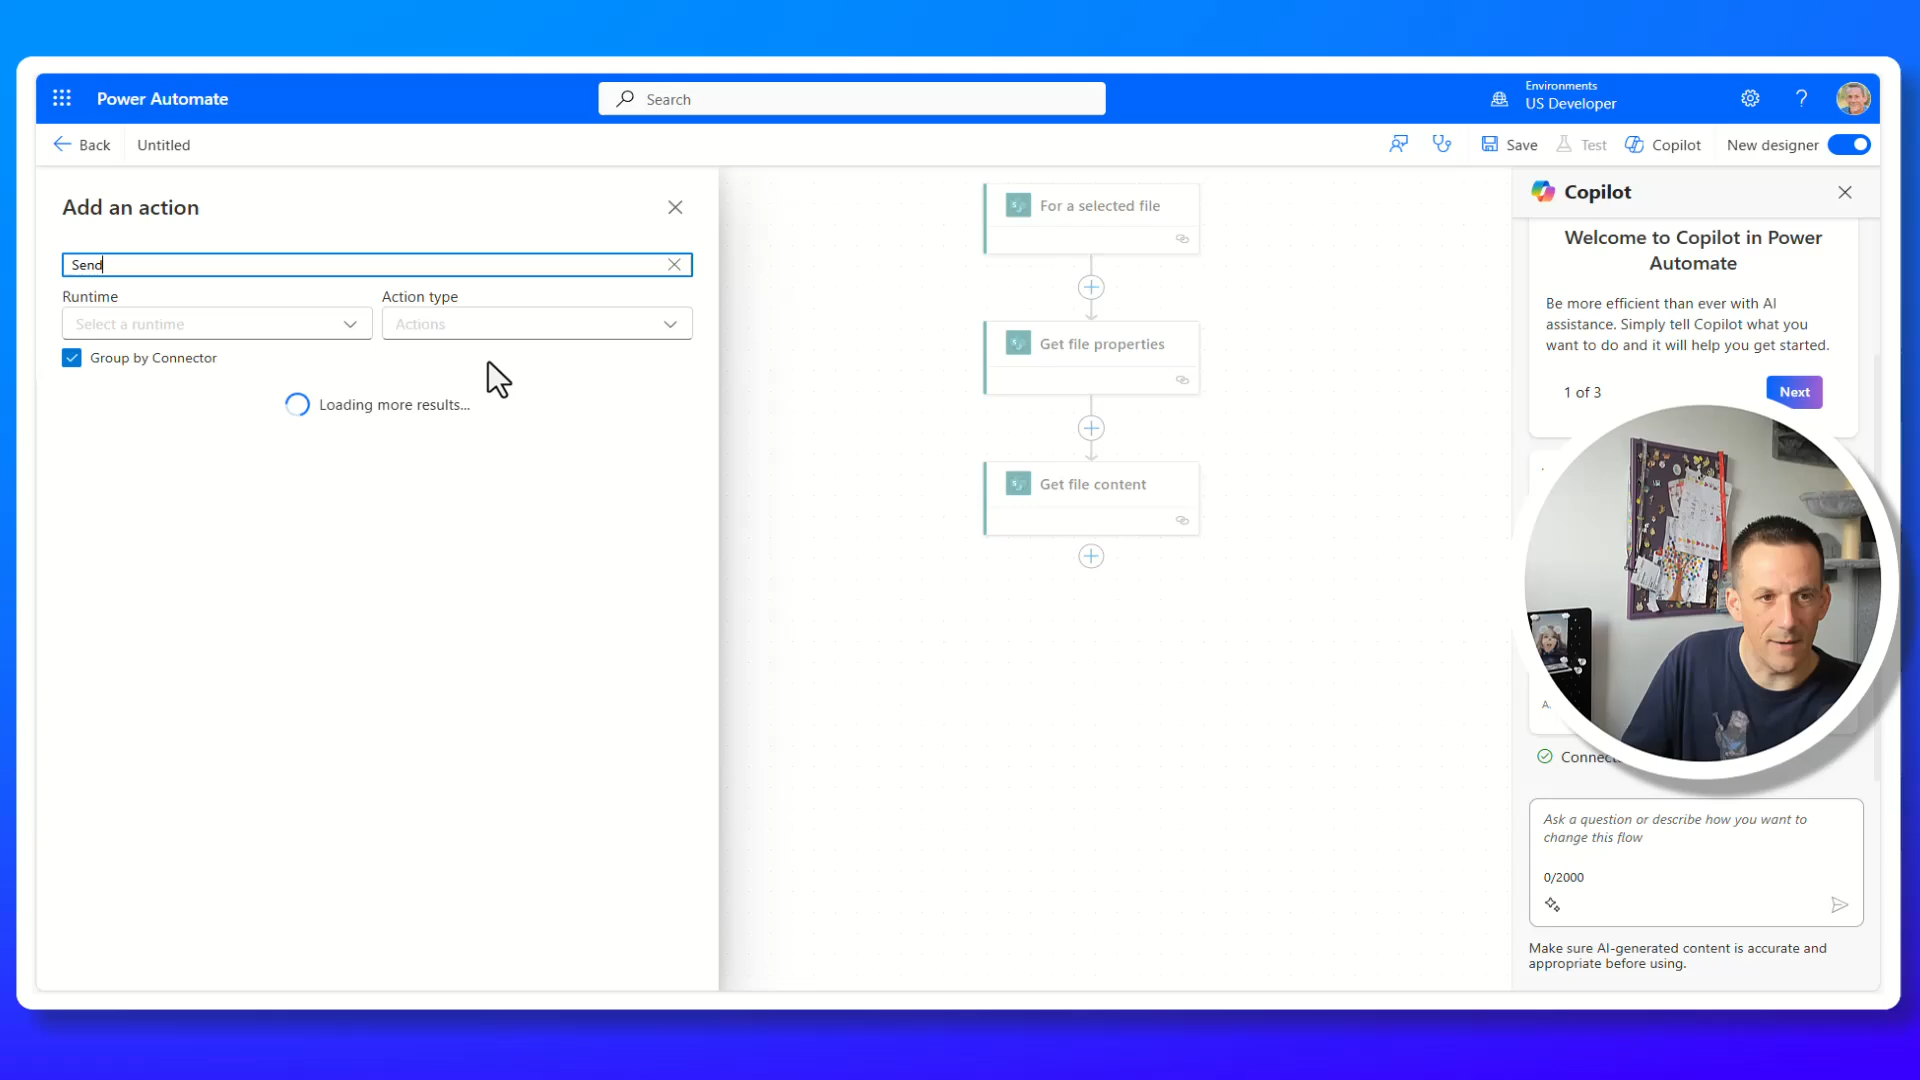 Power Automate
Search
Environments
US Developer
Back
Untitled
Save
Test
Copilot
New designer
Add an action
Send
Runtime
Action type
Select a runtime
Actions
Group by Connector
Loading more results...
For a selected file
Get file properties
Get file content
Copilot
Welcome to Copilot in Power
Automate
Be more efficient than ever with AI
assistance. Simply tell Copilot what you
want to do and it will help you get started.
1 of 3
Next
Ask a question or describe how you want to
change this flow
0/2000
Make sure AI-generated content is accurate and
appropriate before using.